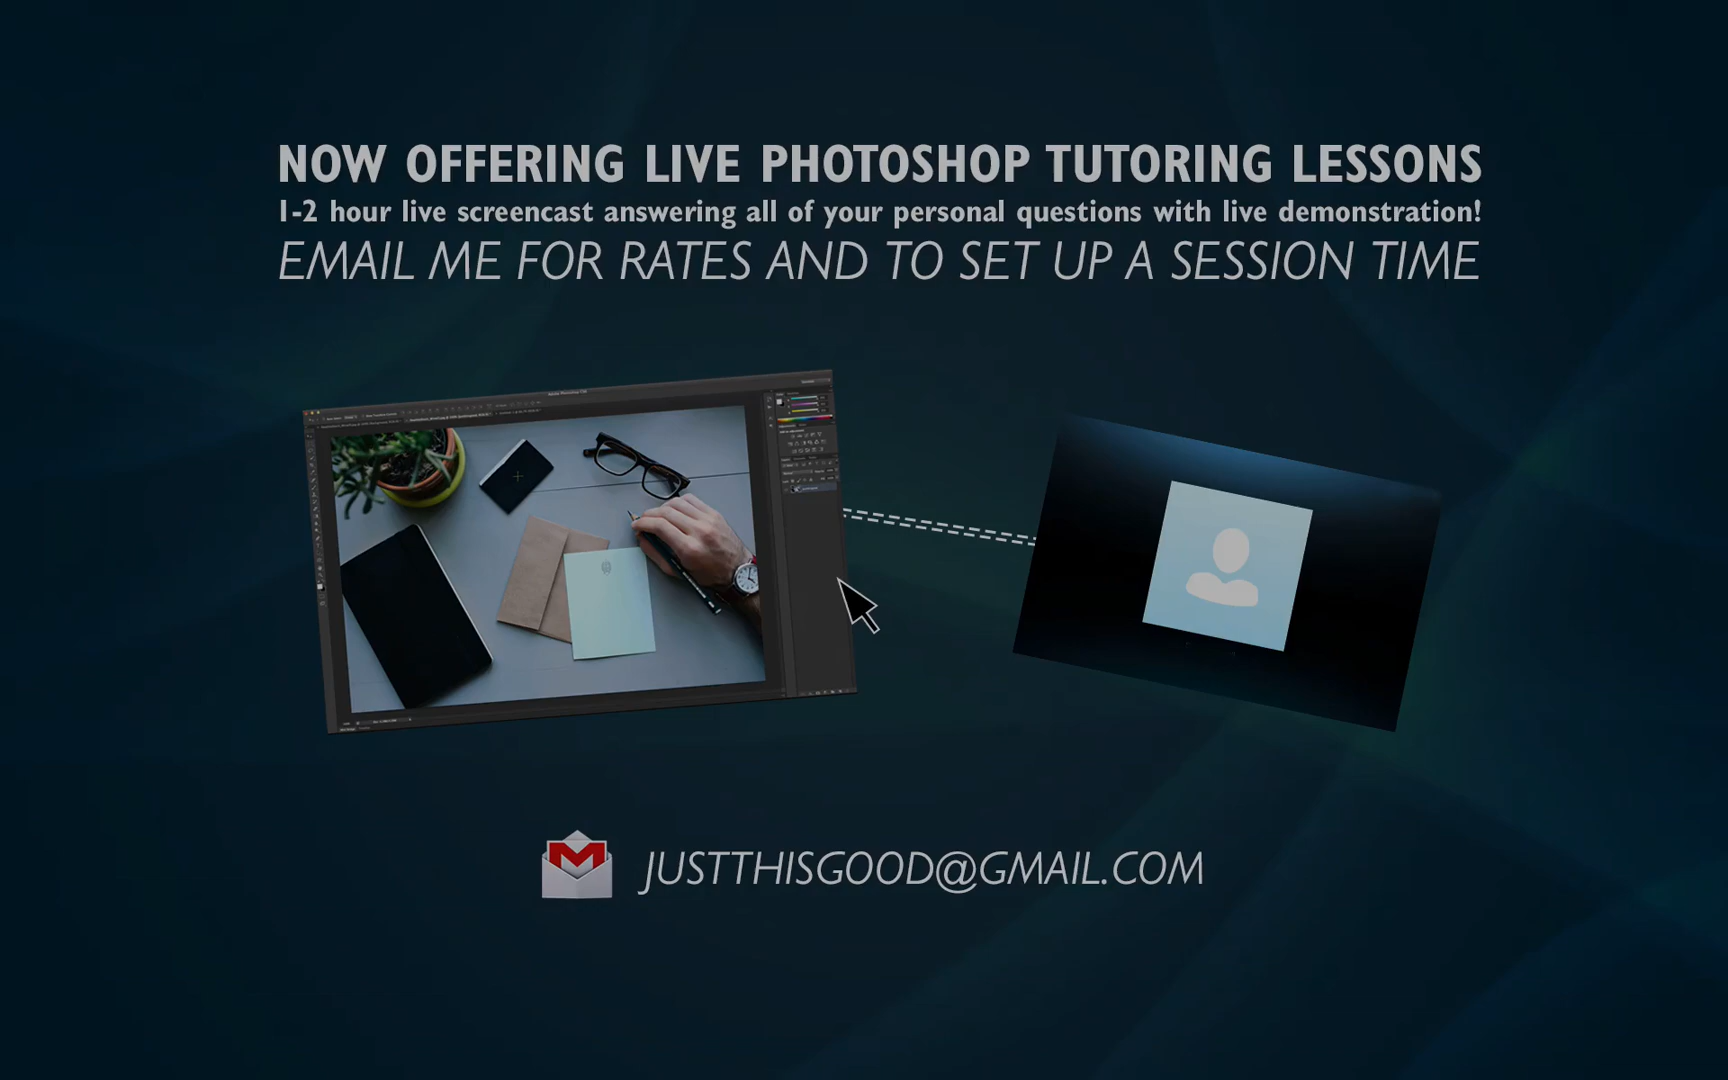 NOW OFFERING LIVE PHOTOSHOP TUTORING LESSONS
1-2 hour live screencast answering all of your personal questions with live demonstration!
EMAIL ME FOR RATES AND TO SET UP A SESSION TIME
JUSTTHISGOOD@GMAIL.COM